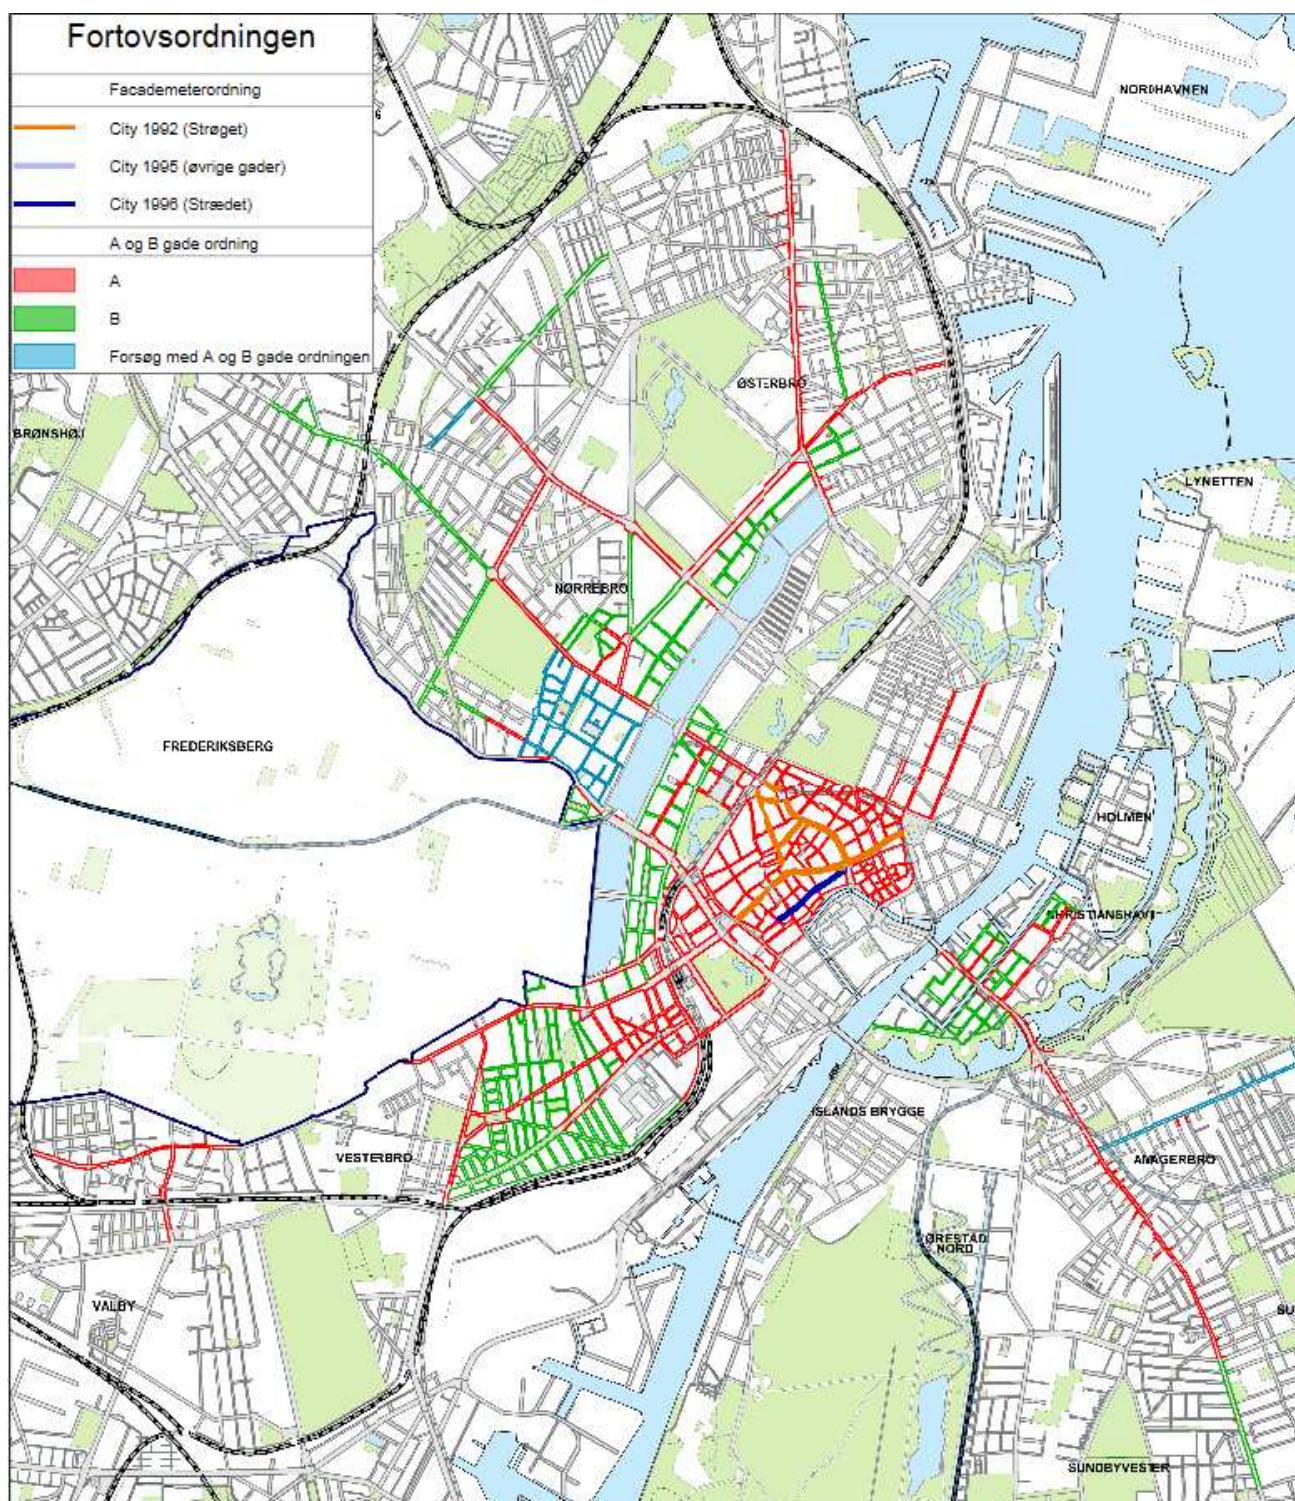 Fortovsordningen
Facademeterordning
City 1992 (Strøget)
City 1995 (øvrige gader)
City 1996 (Strædet)
A og B gade ordning
A
B
Forsøg med A og B gade ordningen
NORDHAVNEN
ØSTERBRO
BRØNSHØJ
LYNETTEN
NØRREBRO
FREDERIKSBERG
HOLMEN
CHRISTIANSHAVN
ISLANDS BRYGGE
VESTERBRO
AMAGERBRO
ØRESTAD
NORD
VALBY
SU
SUNDBYVESTER